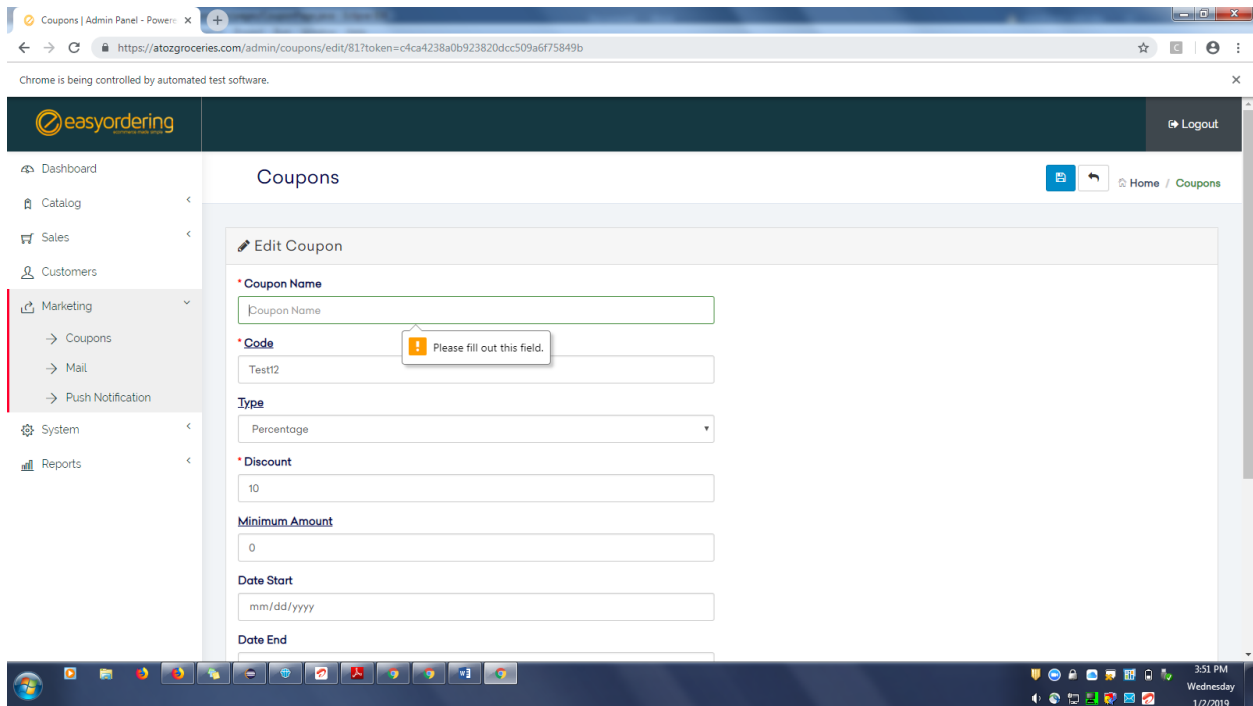 Coupons | Admin Panel - Powere
https://atozgroceries.com/admin/coupons/edit/81?token=c4ca4238a0b923820dcc509a6f75849b
Chrome is being controlled by automated test software.
easyordering
Logout
Dashboard
Catalog
Sales
Customers
Marketing
Coupons
Mail
Push Notification
System
Reports
Coupons
Home / Coupons
Edit Coupon
* Coupon Name
Coupon Name
Please fill out this field.
* Code
Test12
Type
Percentage
* Discount
10
Minimum Amount
0
Date Start
mm/dd/yyyy
Date End
3:51 PM
Wednesday
1/2/2019